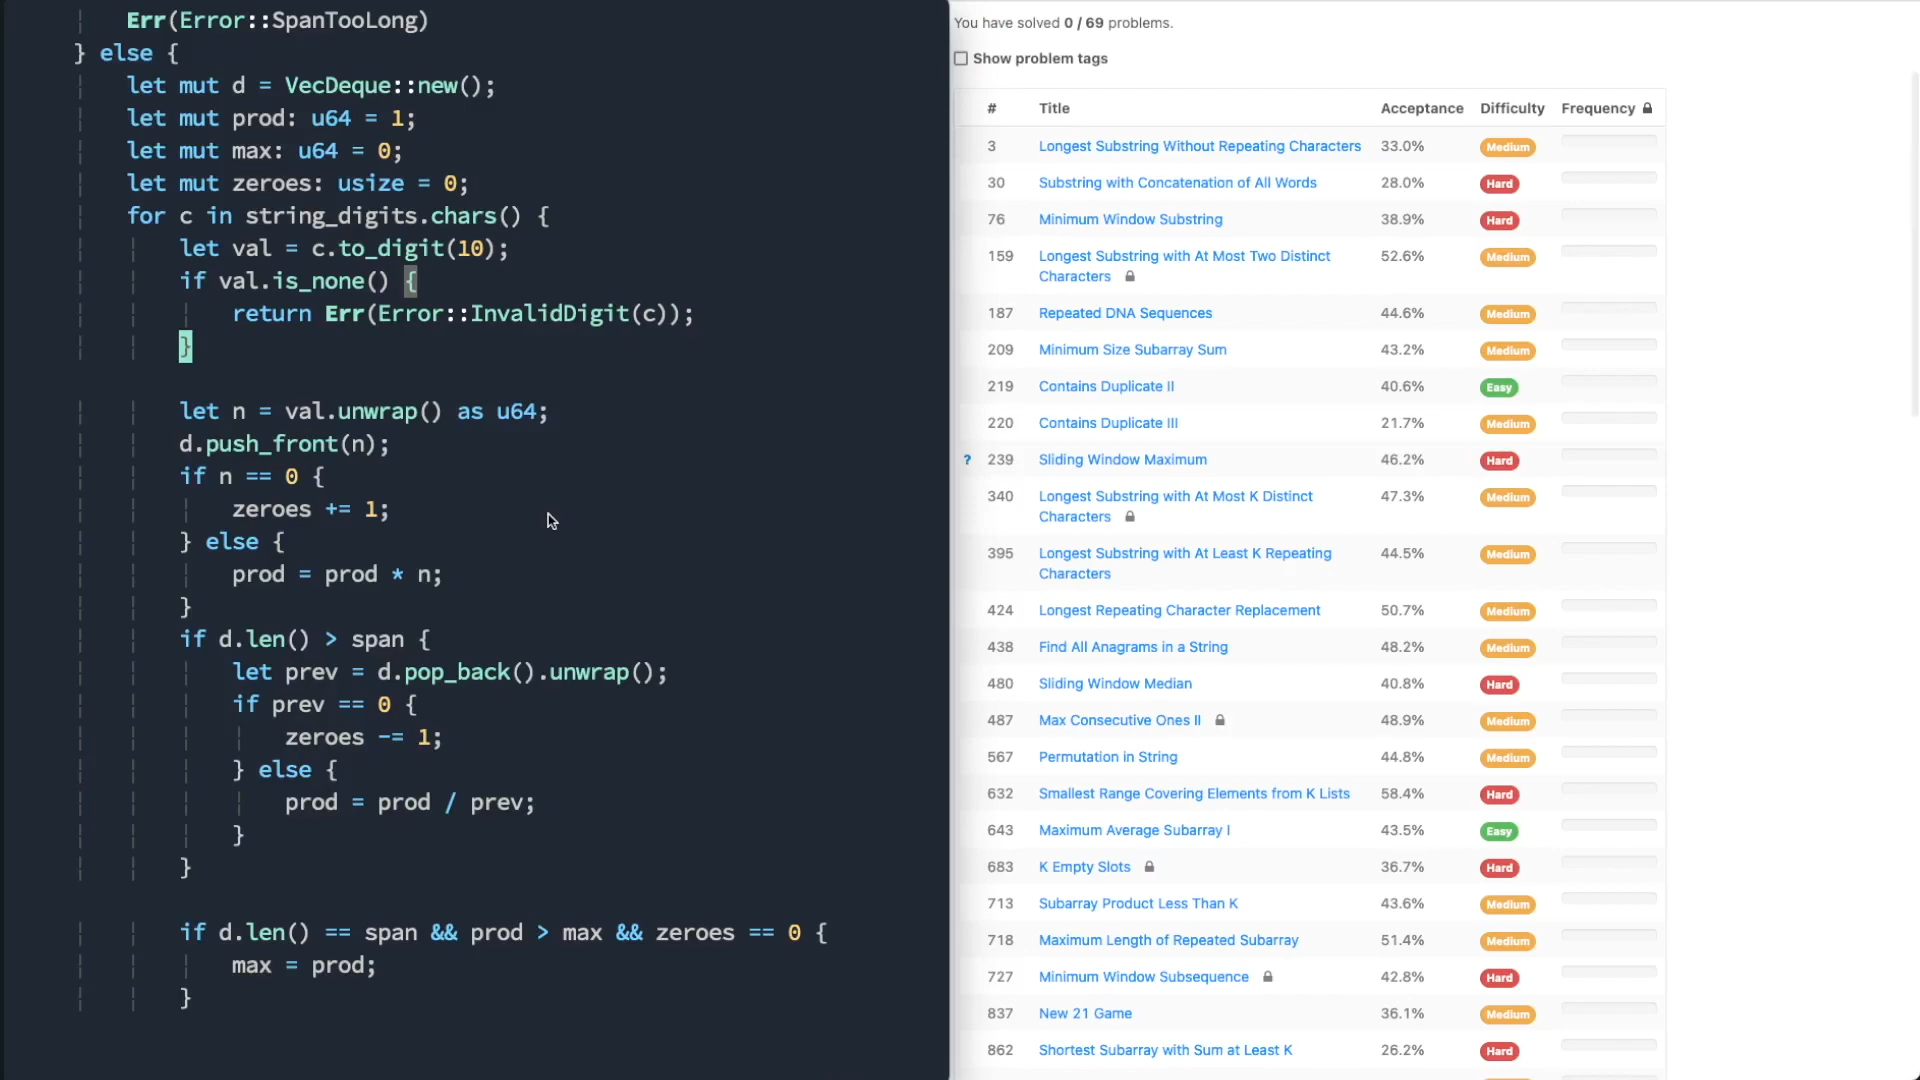 Err(Error::SpanTooLong)
} else {
let mut d = VecDeque::new();
let mut prod: u64 = 1;
let mut max: u64 = 0;
let mut zeroes: usize = 0;
for c in string_digits.chars() {
let val = c.to_digit(10);
if val.is_none() {
return Err(Error::InvalidDigit(c));
}
let n = val.unwrap() as u64;
d.push_front(n);
if n == 0 {
zeroes += 1;
} else {
prod = prod * n;
}
if d.len() > span {
let prev = d.pop_back().unwrap();
if prev == 0 {
zeroes -= 1;
} else {
prod = prod / prev;
}
}
if d.len() == span && prod > max && zeroes == 0 {
max = prod;
}
You have solved 0 / 69 problems.
Show problem tags
# Title Acceptance Difficulty Frequency
3 Longest Substring Without Repeating Characters 33.0% Medium
30 Substring with Concatenation of All Words 28.0% Hard
76 Minimum Window Substring 38.9% Hard
159 Longest Substring with At Most Two Distinct 52.6% Medium
Characters
187 Repeated DNA Sequences 44.6% Medium
209 Minimum Size Subarray Sum 43.2% Medium
219 Contains Duplicate II 40.6% Easy
220 Contains Duplicate III 21.7% Medium
? 239 Sliding Window Maximum 46.2% Hard
340 Longest Substring with At Most K Distinct 47.3% Medium
Characters
395 Longest Substring with At Least K Repeating 44.5% Medium
Characters
424 Longest Repeating Character Replacement 50.7% Medium
438 Find All Anagrams in a String 48.2% Medium
480 Sliding Window Median 40.8% Hard
487 Max Consecutive Ones II 48.9% Medium
567 Permutation in String 44.8% Medium
632 Smallest Range Covering Elements from K Lists 58.4% Hard
643 Maximum Average Subarray I 43.5% Easy
683 K Empty Slots 36.7% Hard
713 Subarray Product Less Than K 43.6% Medium
718 Maximum Length of Repeated Subarray 51.4% Medium
727 Minimum Window Subsequence 42.8% Hard
837 New 21 Game 36.1% Medium
862 Shortest Subarray with Sum at Least K 26.2% Hard